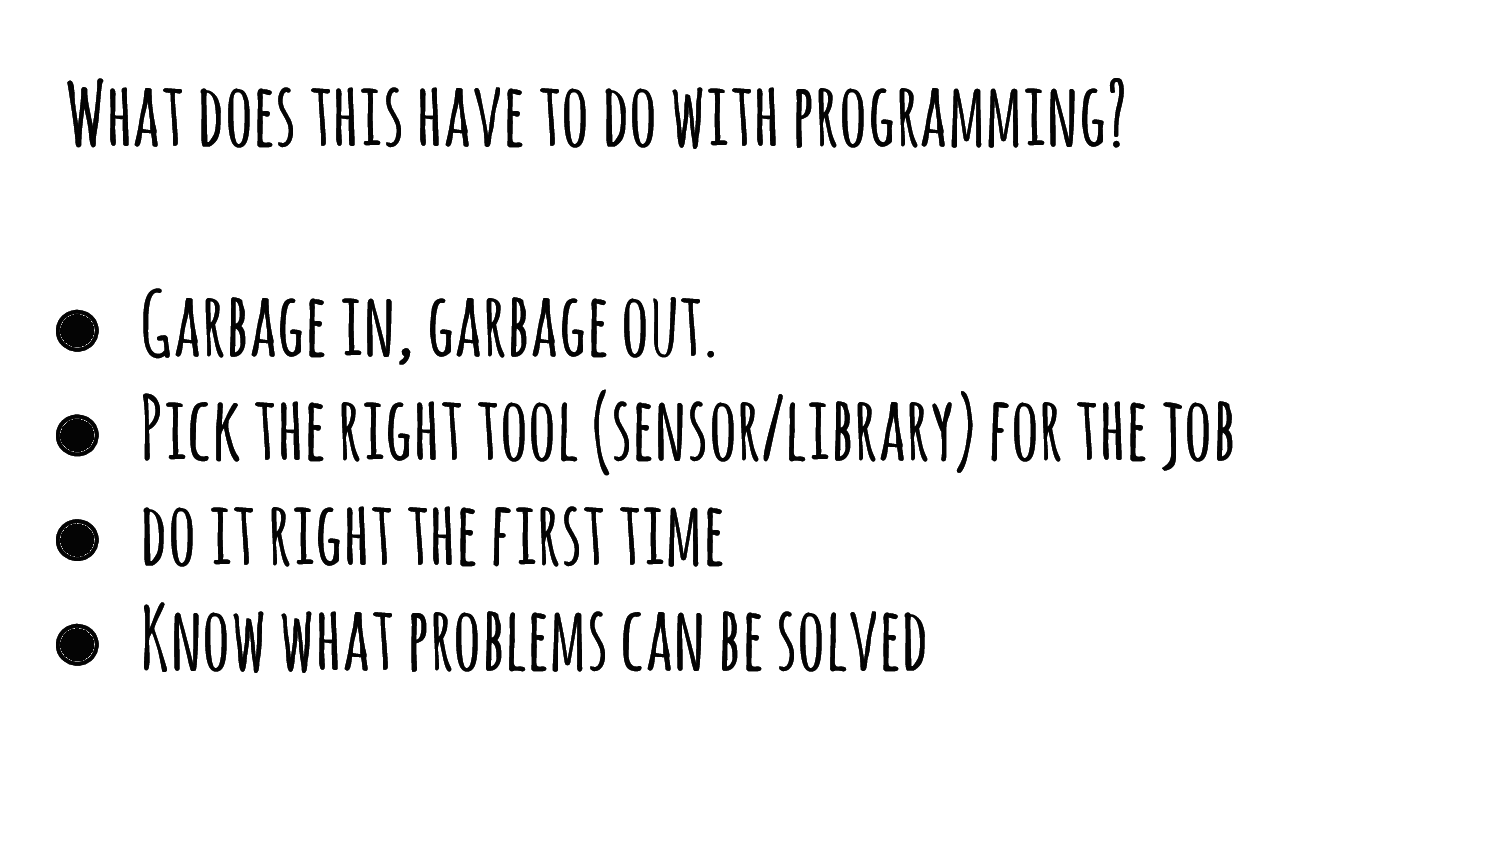 What does this have to do with programming?
● Garbage in, garbage out.
● Pick the right tool (sensor/library) for the job
● do it right the first time
● Know what problems can be solved